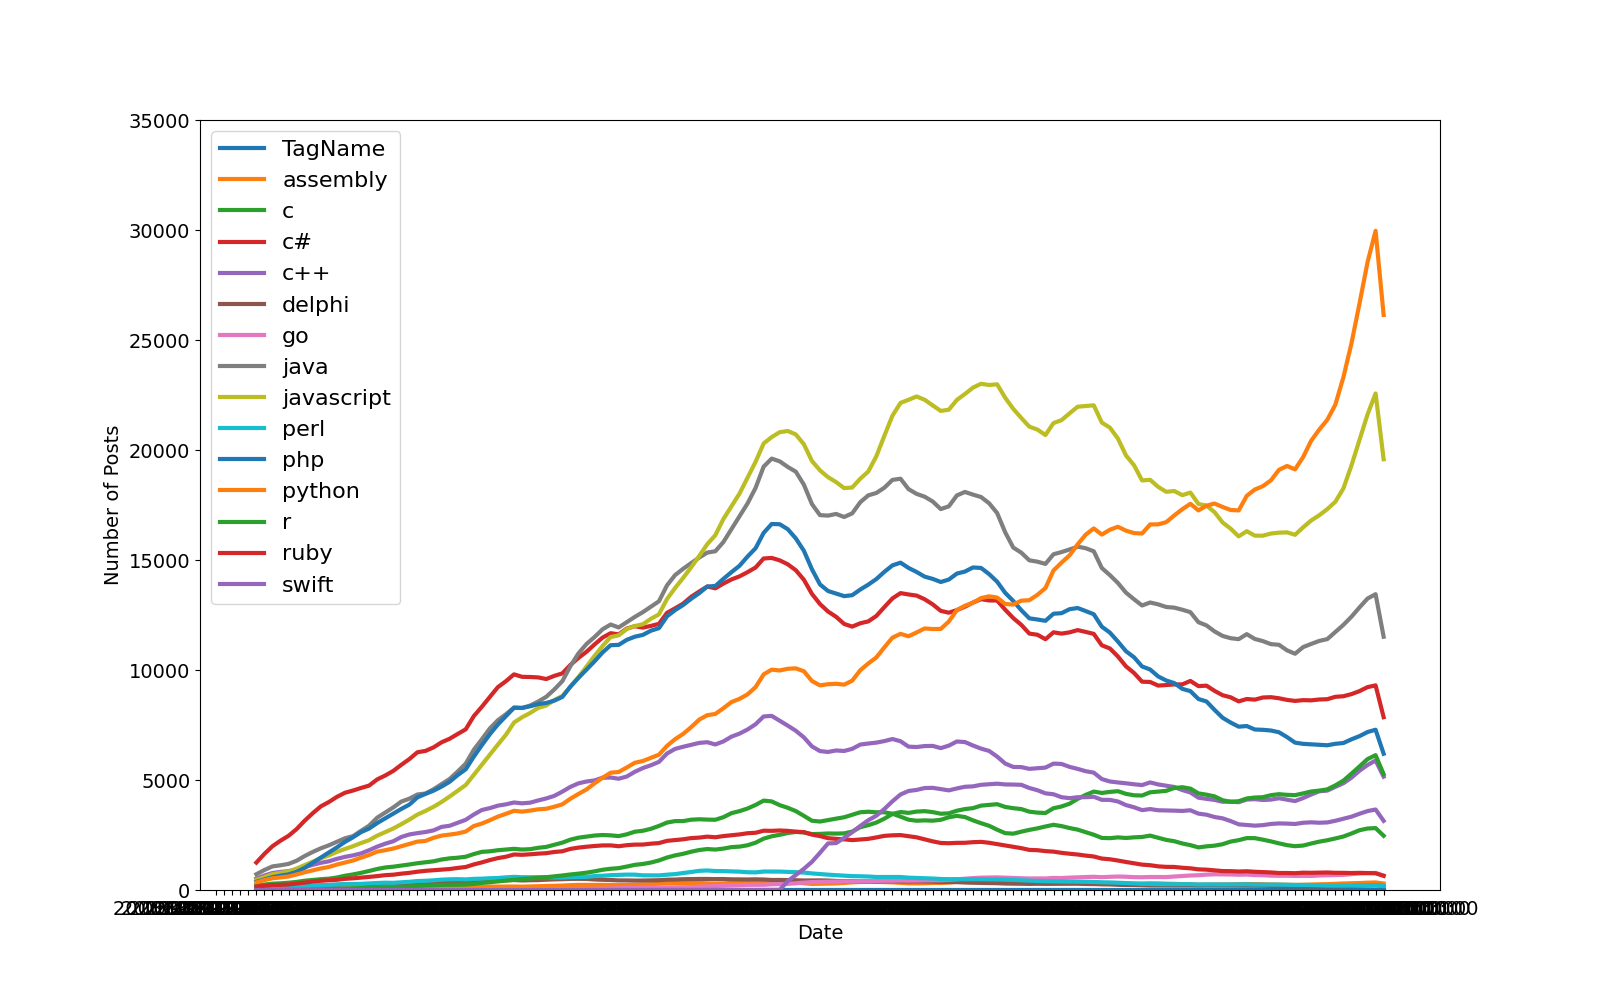 35000
30000
25000
20000
15000
10000
5000
0
Number of Posts
TagName
assembly
c
c#
c++
delphi
go
java
javascript
perl
php
python
r
ruby
swift
Date